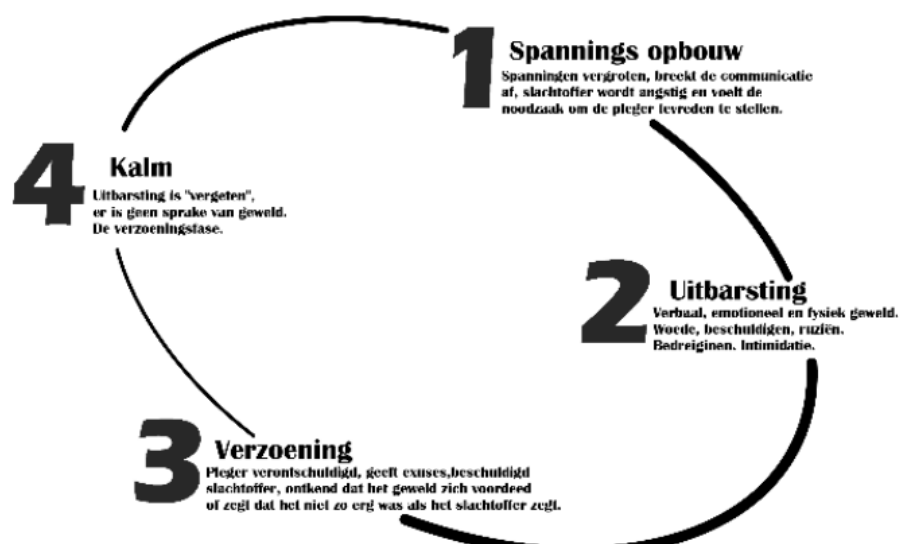 1 Spannings opbouw
Spanningen vergroten, breekt de communicatie
af, slachtoffer wordt angstig en voelt de
noodzaak om de pleger tevreden te stellen.
2 Uitbarsting
Verbaal, emotioneel en fysiek geweld.
Woede, beschuldigen, ruziën.
Bedreiginen. Intimidatie.
3 Verzoening
Pleger verontschuldigd, geeft exuses,beschuldigd
slachtoffer, ontkend dat het geweld zich voordeed
of zegt dat het niet zo erg was als het slachtoffer zegt.
4 Kalm
Uitbarsting is "vergeten",
er is geen sprake van geweld.
De verzoeningsfase.